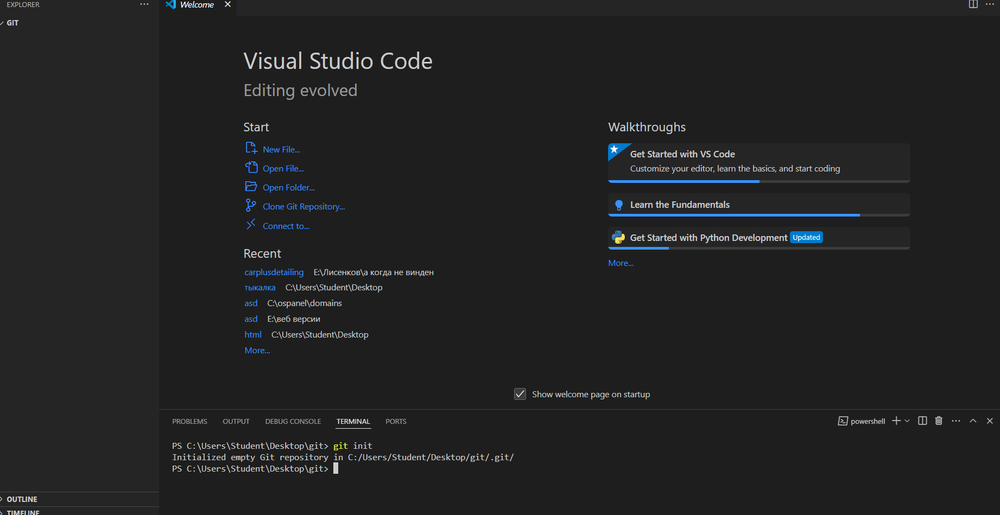 EXPLORER
GIT
OUTLINE
TIMELINE
Welcome
Visual Studio Code
Editing evolved
Start
New File...
Open File...
Open Folder...
Clone Git Repository...
Connect to...
Recent
carplusdetailing E:\Лисенков\а когда не винден
тыкалка C:\Users\Student\Desktop
asd C:\ospanel\domains
asd E:\веб версии
html C:\Users\Student\Desktop
More...
Walkthroughs
Get Started with VS Code
Customize your editor, learn the basics, and start coding
Learn the Fundamentals
Get Started with Python Development Updated
More...
Show welcome page on startup
PROBLEMS OUTPUT DEBUG CONSOLE TERMINAL PORTS
powershell
PS C:\Users\Student\Desktop\git> git init
Initialized empty Git repository in C:/Users/Student/Desktop/git/.git/
PS C:\Users\Student\Desktop\git>